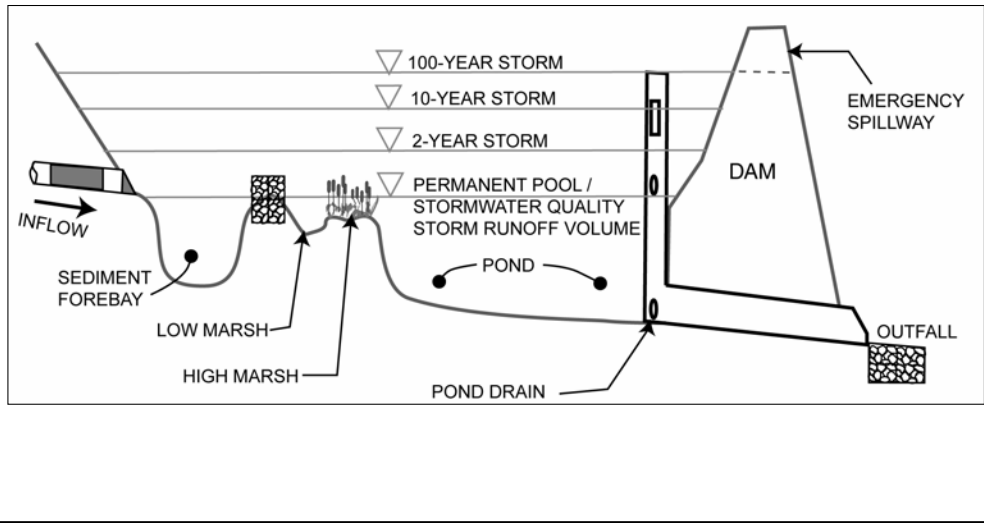 100-YEAR STORM
10-YEAR STORM
EMERGENCY
SPILLWAY
2-YEAR STORM
DAM
PERMANENT POOL /
STORMWATER QUALITY
STORM RUNOFF VOLUME
INFLOW
POND
SEDIMENT
FOREBAY
LOW MARSH
OUTFALL
HIGH MARSH
POND DRAIN